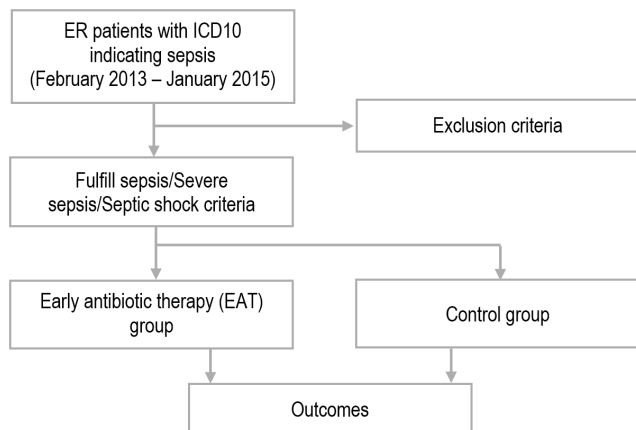 ER patients with ICD10
indicating sepsis
(February 2013 – January 2015)
Exclusion criteria
Fulfill sepsis/Severe
sepsis/Septic shock criteria
Early antibiotic therapy (EAT)
group
Control group
Outcomes